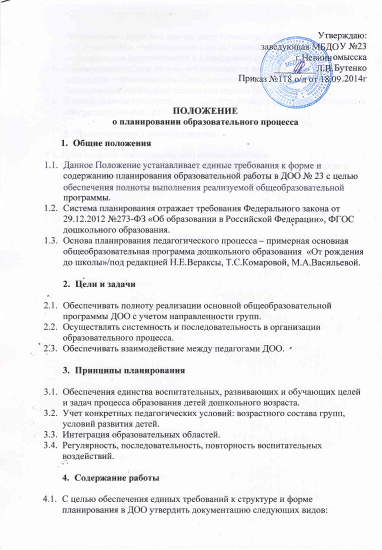 Утверждаю:
заведующая МБДОУ №23
г.Невинномысска
Л.В.Бутенко
Приказ №118 о/д от 18.09.2014г
ПОЛОЖЕНИЕ
о планировании образовательного процесса
1. Общие положения
1.1. Данное Положение устанавливает единые требования к форме и
содержанию планирования образовательной работы в ДОО № 23 с целью
обеспечения полноты выполнения реализуемой общеобразовательной
программы.
1.2. Система планирования отражает требования Федерального закона от
29.12.2012 №273-ФЗ «Об образовании в Российской Федерации», ФГОС
дошкольного образования.
1.3. Основа планирования педагогического процесса – примерная основная
общеобразовательная программа дошкольного образования «От рождения
до школы»/под редакцией Н.Е.Вераксы, Т.С.Комаровой, М.А.Васильевой.
2. Цели и задачи
2.1. Обеспечивать полноту реализации основной общеобразовательной
программы ДОО с учетом направленности групп.
2.2. Осуществлять системность и последовательность в организации
образовательного процесса.
2.3. Обеспечивать взаимодействие между педагогами ДОО.
3. Принципы планирования
3.1. Обеспечения единства воспитательных, развивающих и обучающих целей
и задач процесса образования детей дошкольного возраста.
3.2. Учет конкретных педагогических условий: возрастного состава групп,
условий развития детей.
3.3. Интеграция образовательных областей.
3.4. Регулярность, последовательность, повторность воспитательных
воздействий.
4. Содержание работы
4.1. С целью обеспечения единых требований к структуре и форме
планирования в ДОО утвердить документацию следующих видов: